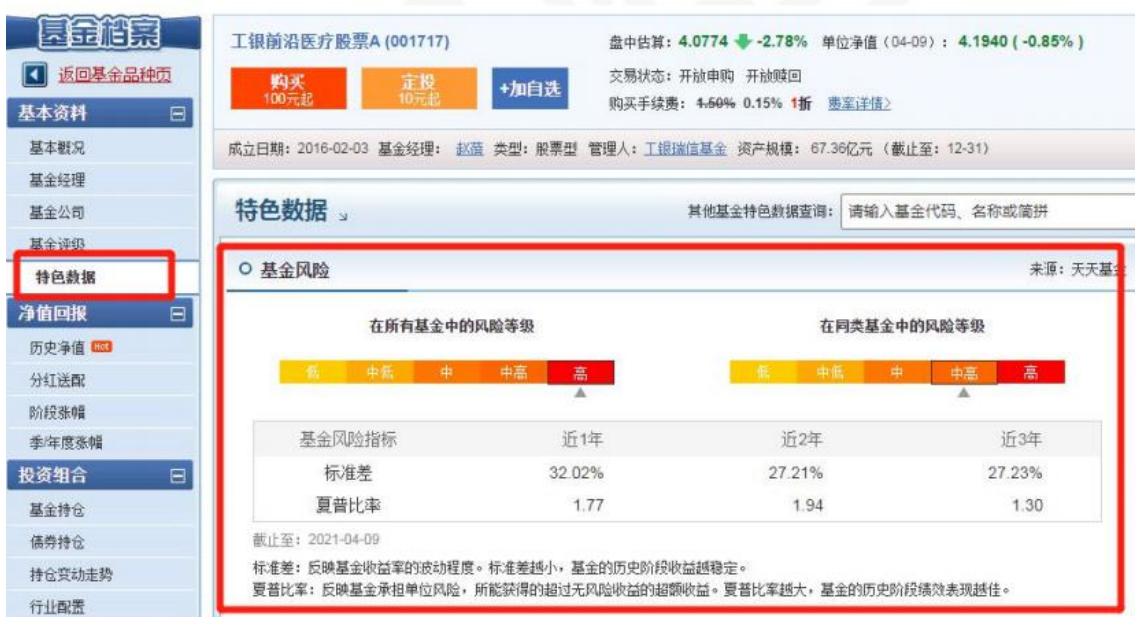 基金档案
返回基金品种页
基本资料
基本概况
基金经理
基金公司
基金评级
特色数据
净值回报
历史净值 Hot
分红送配
阶段涨幅
季/年度涨幅
投资组合
基金持仓
债券持仓
持仓变动走势
行业配置
工银前沿医疗股票A (001717)
购买
100元起
定投
10元起
+加自选
盘中估算：4.0774 -2.78% 单位净值（04-09）：4.1940 ( -0.85% )
交易状态：开放申购 开放赎回
购买手续费：1.50% 0.15% 1折 费率详情>
成立日期：2016-02-03 基金经理：赵蓓 类型：股票型 管理人：工银瑞信基金 资产规模：67.36亿元（截止至：12-31）
特色数据
其他基金特色数据查询：请输入基金代码、名称或简拼
基金风险
来源：天天基金
在所有基金中的风险等级 在同类基金中的风险等级
低 中低 中 中高 高 低 中低 中 中高 高
基金风险指标 近1年 近2年 近3年
标准差 32.02% 27.21% 27.23%
夏普比率 1.77 1.94 1.30
截止至：2021-04-09
标准差：反映基金收益率的波动程度。标准差越小，基金的历史阶段收益越稳定。
夏普比率：反映基金承担单位风险，所能获得的超过无风险收益的超额收益。夏普比率越大，基金的历史阶段绩效表现越佳。